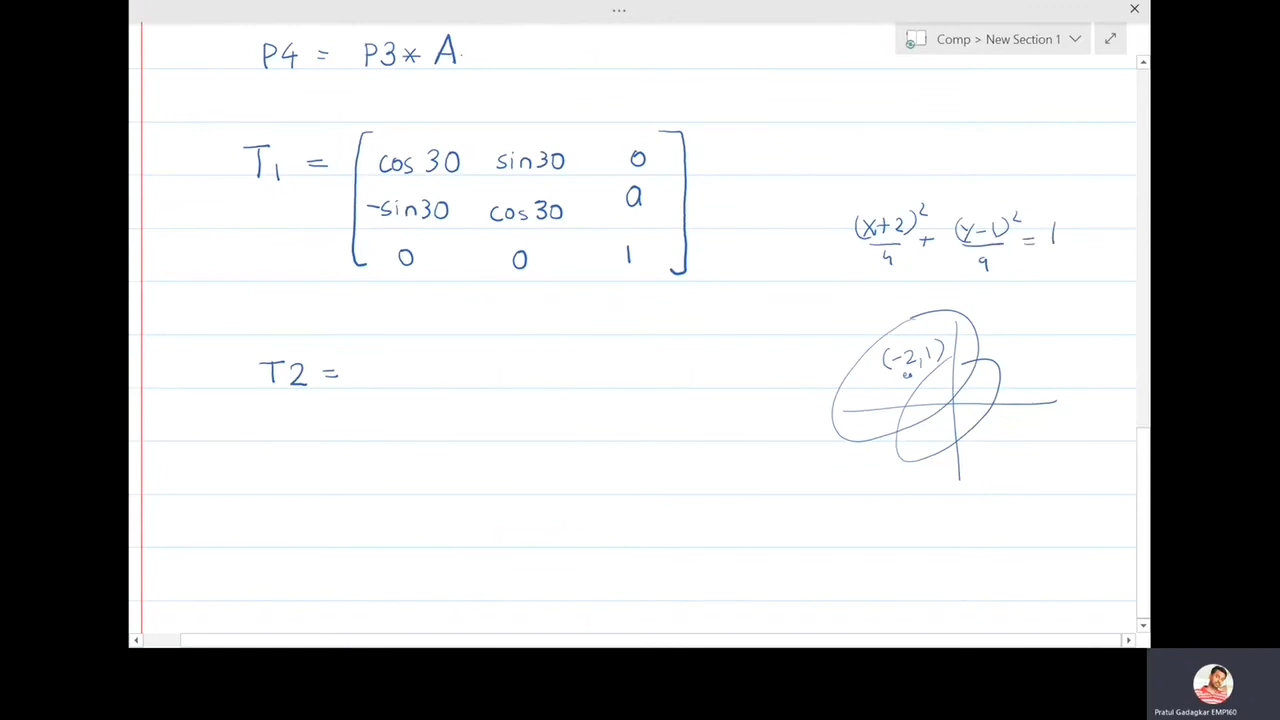 Comp > New Section 1
P4 = P3 * A
T1 = [ cos 30 sin30 0
-sin30 cos 30 0
0 0 1 ]
(x+2)²/4 + (y-1)²/9 = 1
(-2,1)
T2 =
Pratul Gadagkar EMP160